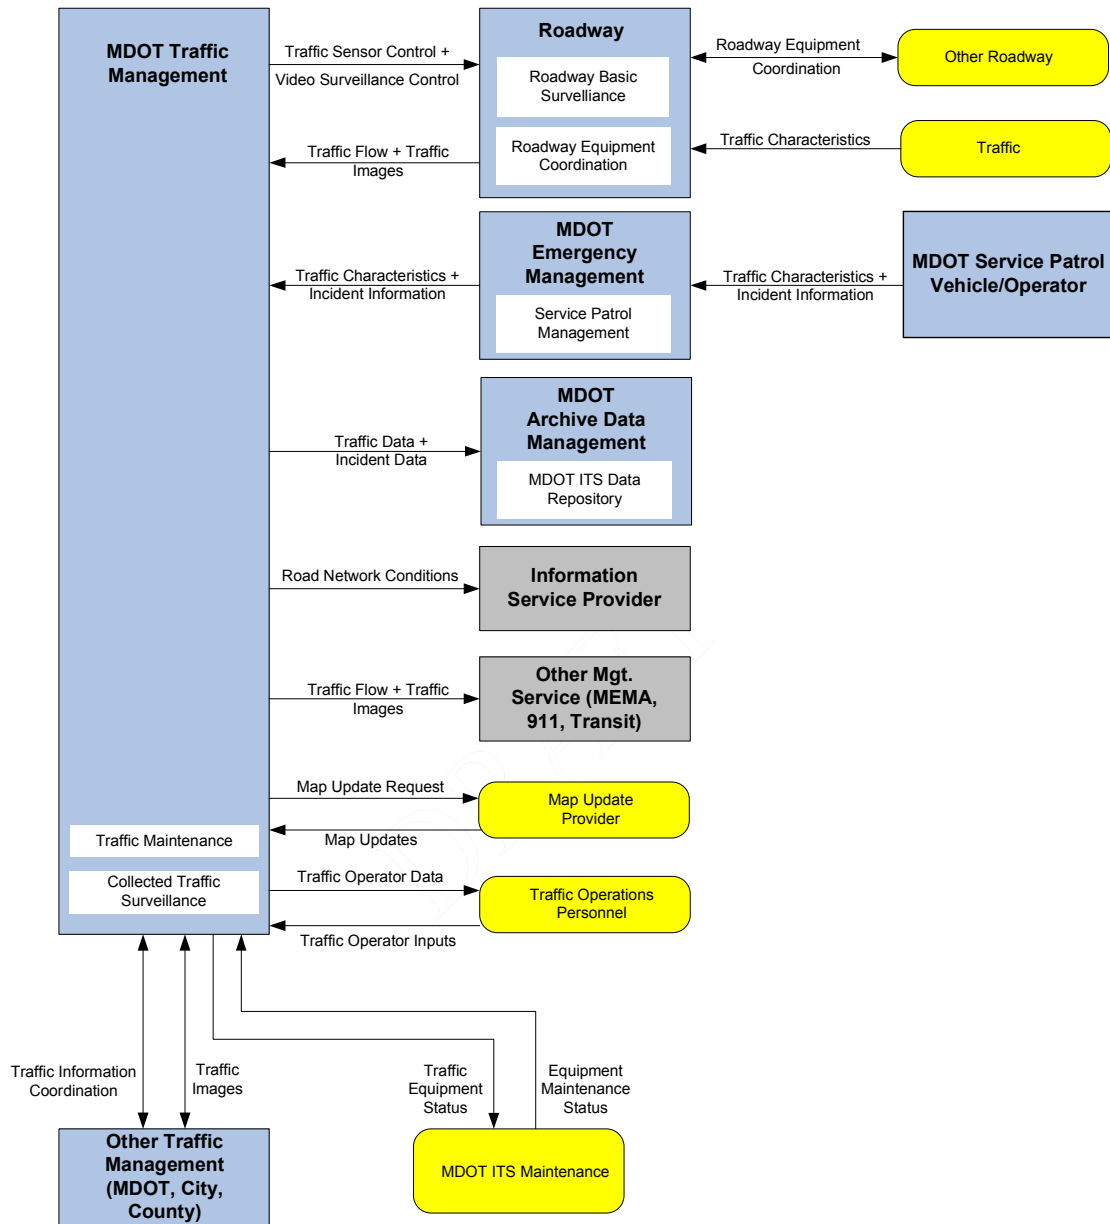 MDOT Traffic
Management
Traffic Sensor Control +
Video Surveillance Control
Roadway
Roadway Basic
Survelliance
Roadway Equipment
Coordination
Roadway Equipment
Coordination
Other Roadway
Traffic Flow + Traffic
Images
Traffic Characteristics
Traffic
Traffic Characteristics +
Incident Information
MDOT
Emergency
Management
Service Patrol
Management
Traffic Characteristics +
Incident Information
MDOT Service Patrol
Vehicle/Operator
Traffic Data +
Incident Data
MDOT
Archive Data
Management
MDOT ITS Data
Repository
Road Network Conditions
Information
Service Provider
Traffic Flow + Traffic
Images
Other Mgt.
Service (MEMA,
911, Transit)
Map Update Request
Map Updates
Map Update
Provider
Traffic Maintenance
Collected Traffic
Surveillance
Traffic Operator Data
Traffic Operator Inputs
Traffic Operations
Personnel
Traffic Information
Coordination
Traffic
Images
Traffic
Equipment
Status
Equipment
Maintenance
Status
Other Traffic
Management
(MDOT, City,
County)
MDOT ITS Maintenance
DRAFT